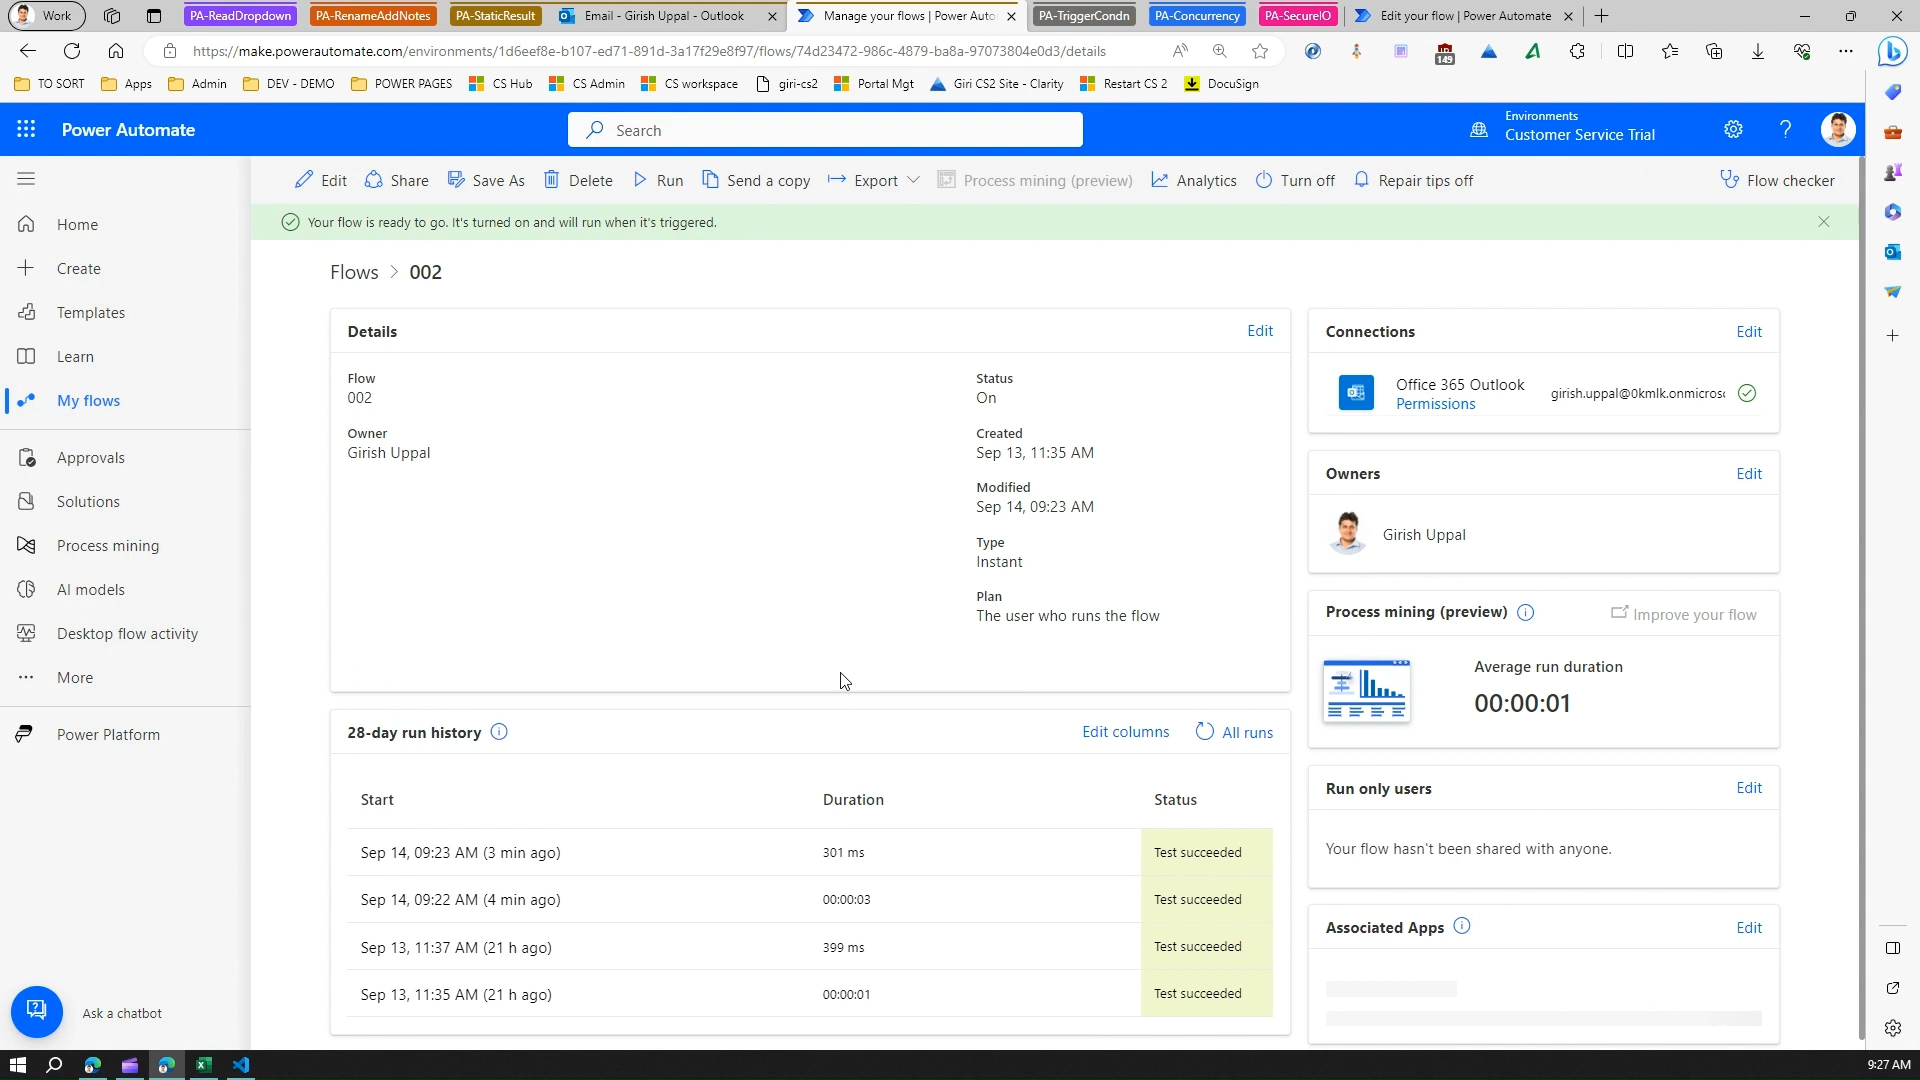 Work
PA-ReadDropdown
PA-RenameAddNotes
PA-StaticResult
Email - Girish Uppal - Outlook
Manage your flows | Power Auto
PA-TriggerCondn
PA-Concurrency
PA-SecureIO
Edit your flow | Power Automate
https://make.powerautomate.com/environments/1d6eef8e-b107-ed71-891d-3a17f29e8f97/flows/74d23472-986c-4879-ba8a-97073804e0d3/details
149
TO SORT
Apps
Admin
DEV - DEMO
POWER PAGES
CS Hub
CS Admin
CS workspace
giri-cs2
Portal Mgt
Giri CS2 Site - Clarity
Restart CS 2
DocuSign
Power Automate
Search
Environments
Customer Service Trial
Edit
Share
Save As
Delete
Run
Send a copy
Export
Process mining (preview)
Analytics
Turn off
Repair tips off
Flow checker
Your flow is ready to go. It's turned on and will run when it's triggered.
Home
Create
Templates
Learn
My flows
Approvals
Solutions
Process mining
AI models
Desktop flow activity
More
Power Platform
Ask a chatbot
Flows > 002
Details
Edit
Flow
002
Owner
Girish Uppal
Status
On
Created
Sep 13, 11:35 AM
Modified
Sep 14, 09:23 AM
Type
Instant
Plan
The user who runs the flow
28-day run history
Edit columns
All runs
Start Duration Status
Sep 14, 09:23 AM (3 min ago) 301 ms Test succeeded
Sep 14, 09:22 AM (4 min ago) 00:00:03 Test succeeded
Sep 13, 11:37 AM (21 h ago) 399 ms Test succeeded
Sep 13, 11:35 AM (21 h ago) 00:00:01 Test succeeded
Connections
Edit
Office 365 Outlook
Permissions
girish.uppal@0kmlk.onmicroso
Owners
Edit
Girish Uppal
Process mining (preview)
Improve your flow
Average run duration
00:00:01
Run only users
Edit
Your flow hasn't been shared with anyone.
Associated Apps
Edit
9:27 AM